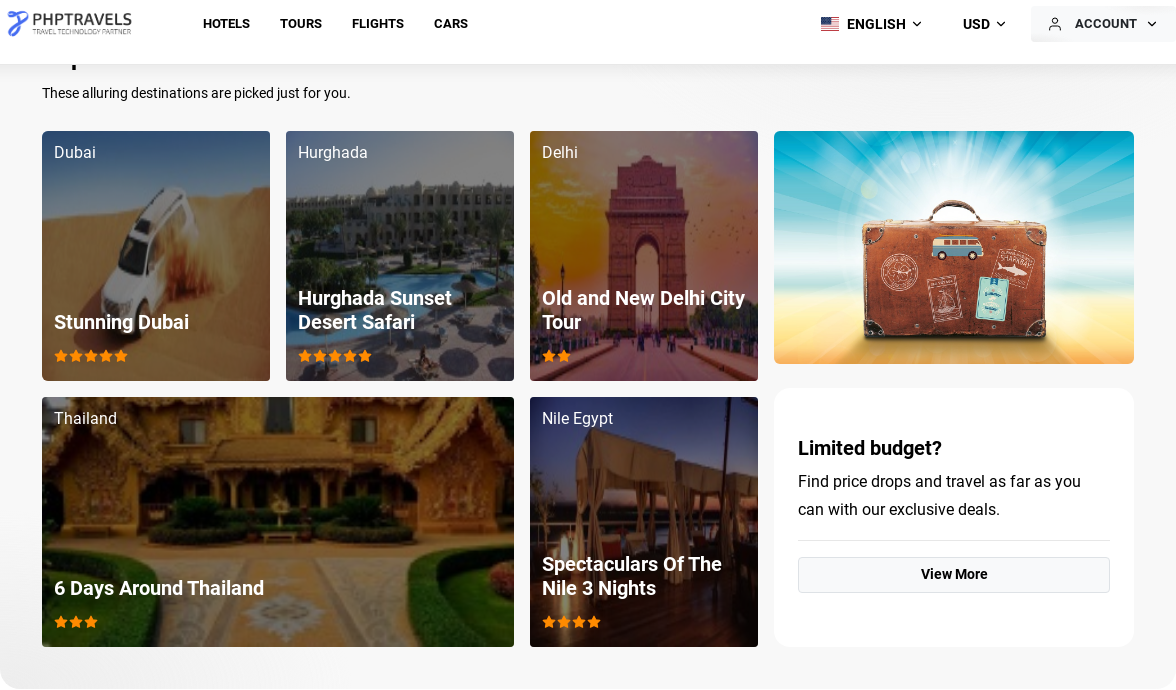 PHPTRAVELS
TRAVEL TECHNOLOGY PARTNER
HOTELS
TOURS
FLIGHTS
CARS
ENGLISH
USD
ACCOUNT
These alluring destinations are picked just for you.
Dubai
Stunning Dubai
Hurghada
Hurghada Sunset
Desert Safari
Delhi
Old and New Delhi City
Tour
Thailand
6 Days Around Thailand
Nile Egypt
Spectaculars Of The
Nile 3 Nights
Limited budget?
Find price drops and travel as far as you
can with our exclusive deals.
View More